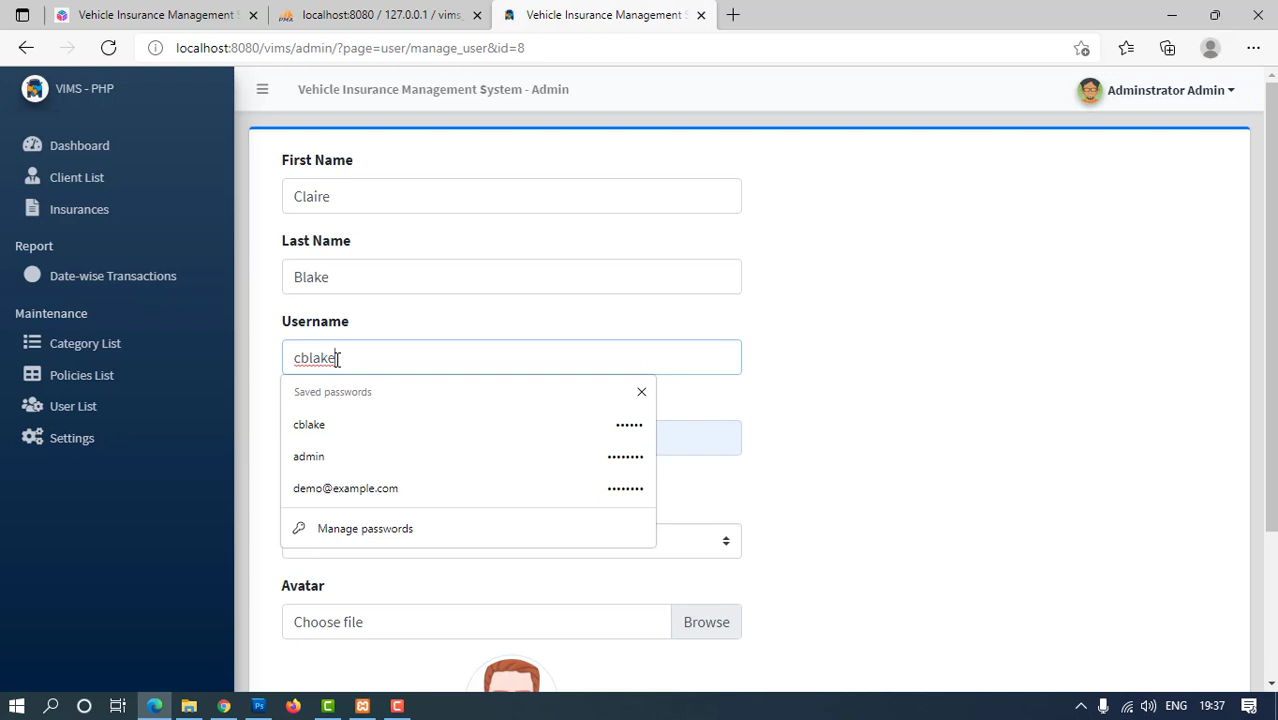 Vehicle Insurance Management S
localhost:8080 / 127.0.0.1 / vims_
Vehicle Insurance Management S
localhost:8080/vims/admin/?page=user/manage_user&id=8
VIMS - PHP
Vehicle Insurance Management System - Admin
Adminstrator Admin
Dashboard
Client List
Insurances
Report
Date-wise Transactions
Maintenance
Category List
Policies List
User List
Settings
First Name
Claire
Last Name
Blake
Username
cblake
Saved passwords
cblake ••••••
admin ••••••••
demo@example.com ••••••••
Manage passwords
Avatar
Choose file
Browse
ENG
19:37